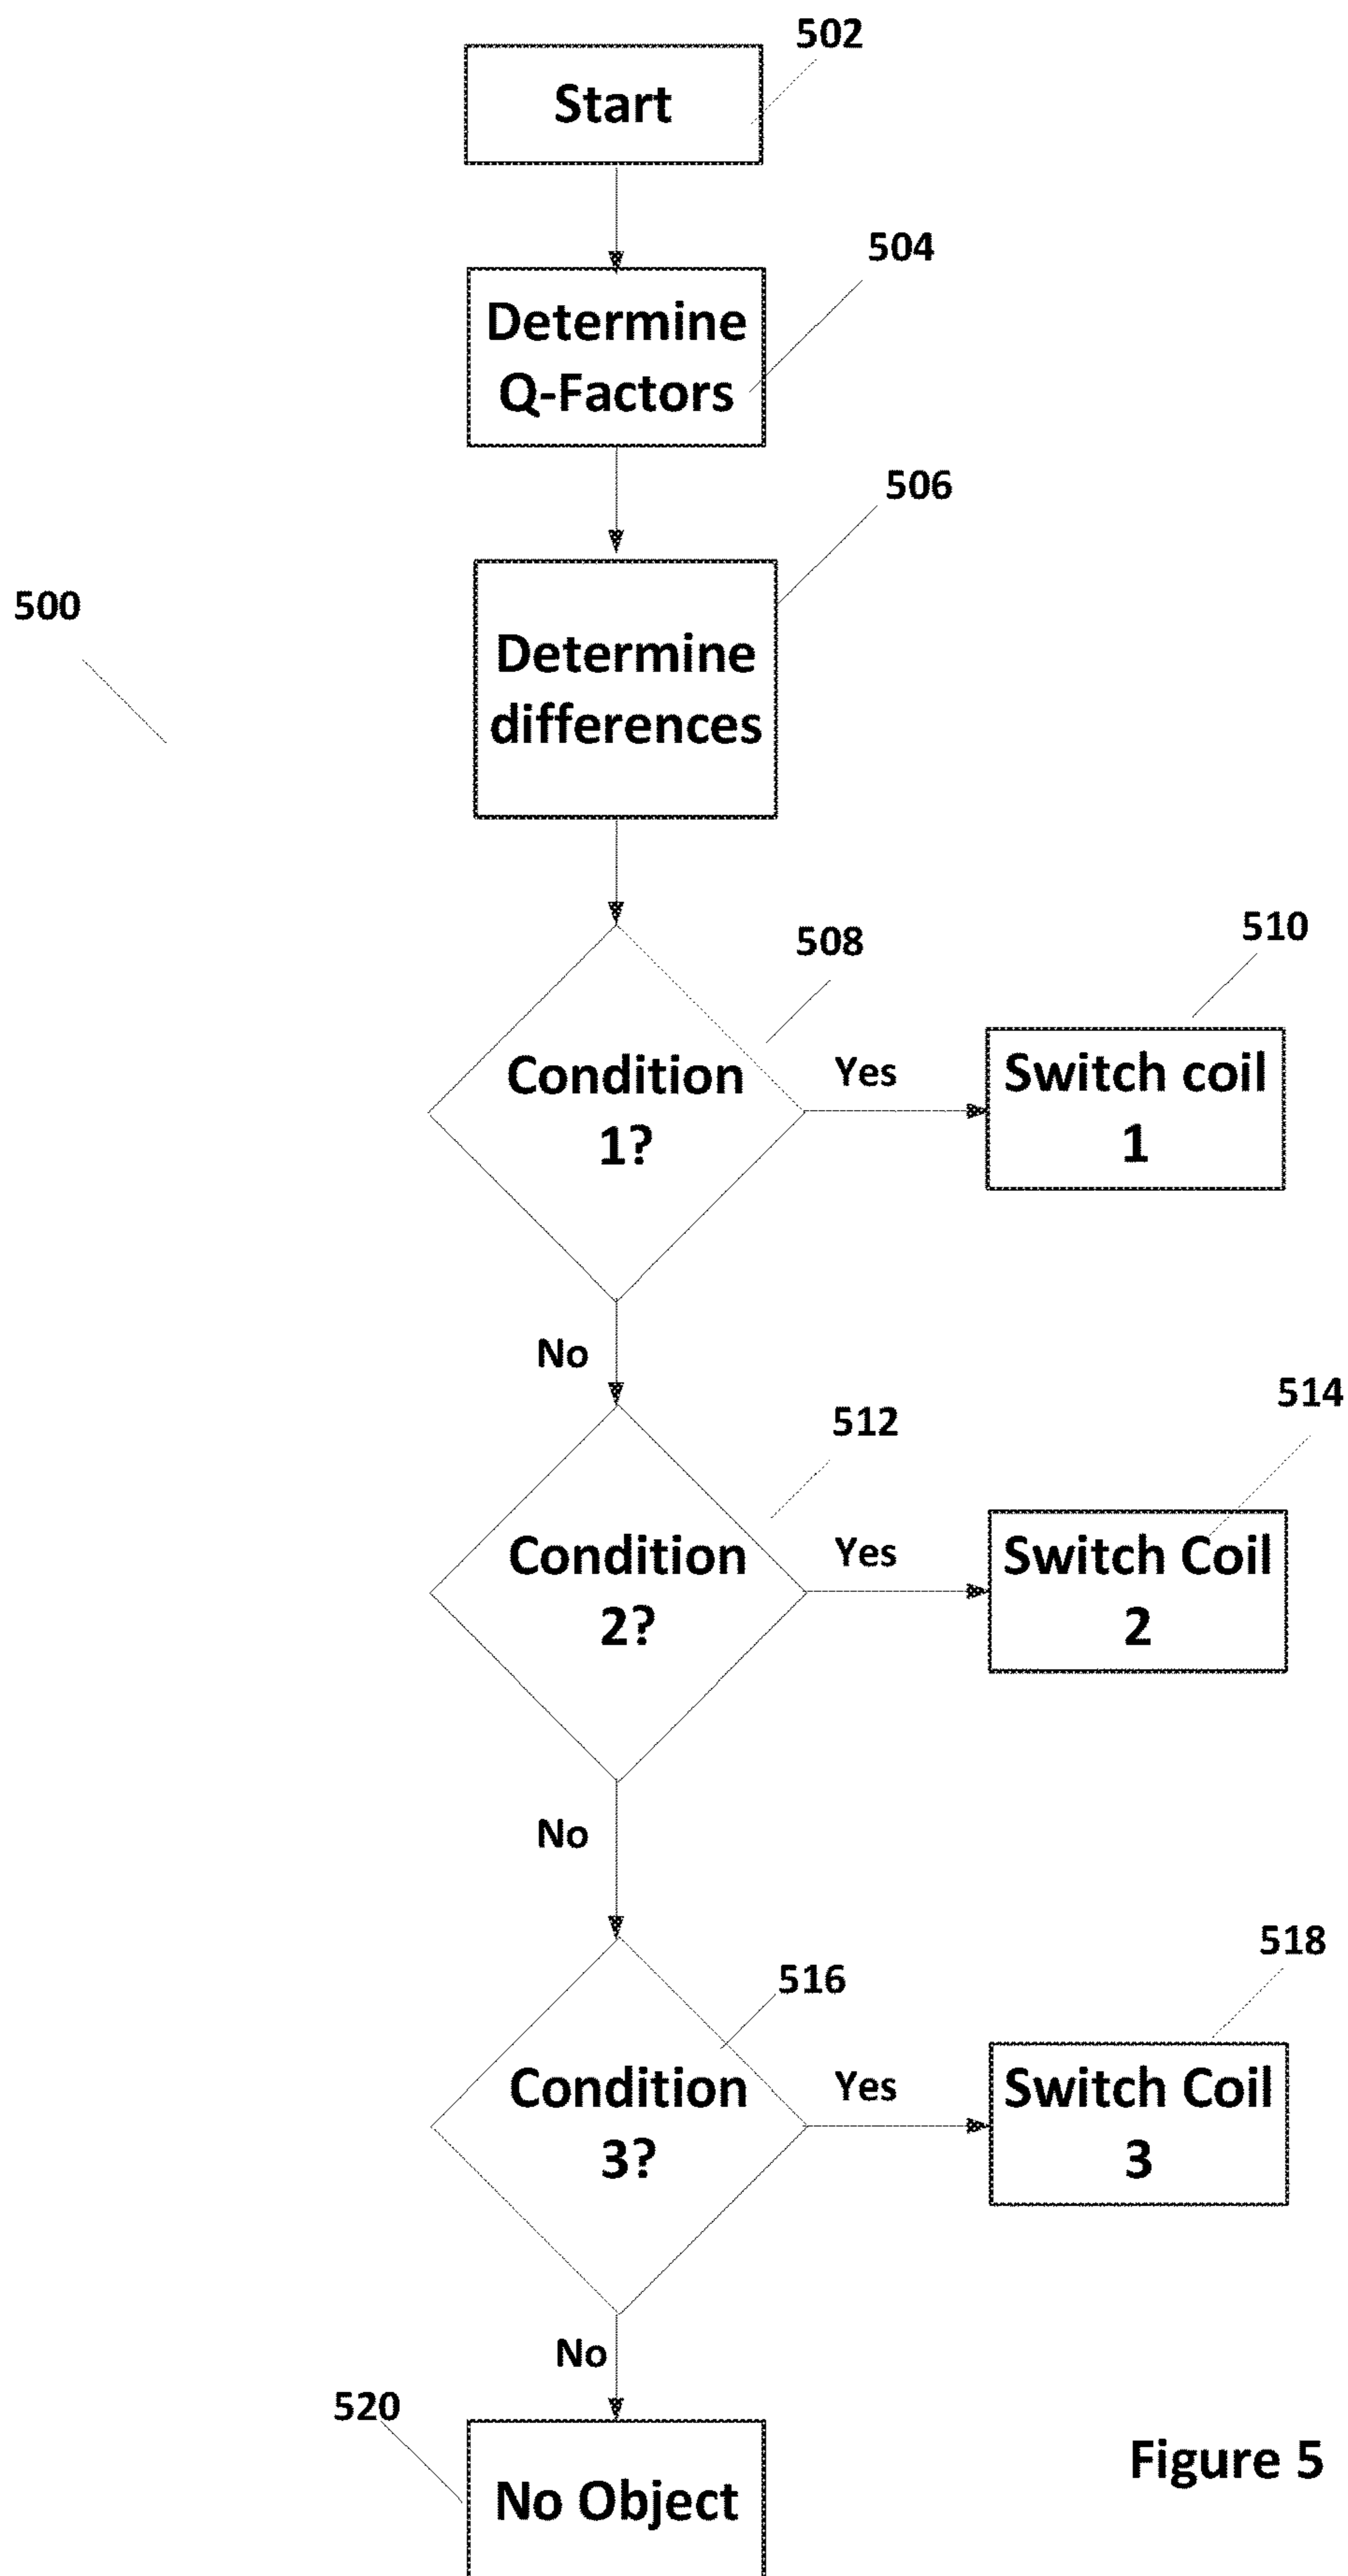 502
Start
504
Determine
Q-Factors
506
500
Determine
differences
508
510
Condition
1?
Yes
Switch coil
1
No
512
514
Condition
2?
Yes
Switch Coil
2
No
516
518
Condition
3?
Yes
Switch Coil
3
No
520
No Object
Figure 5